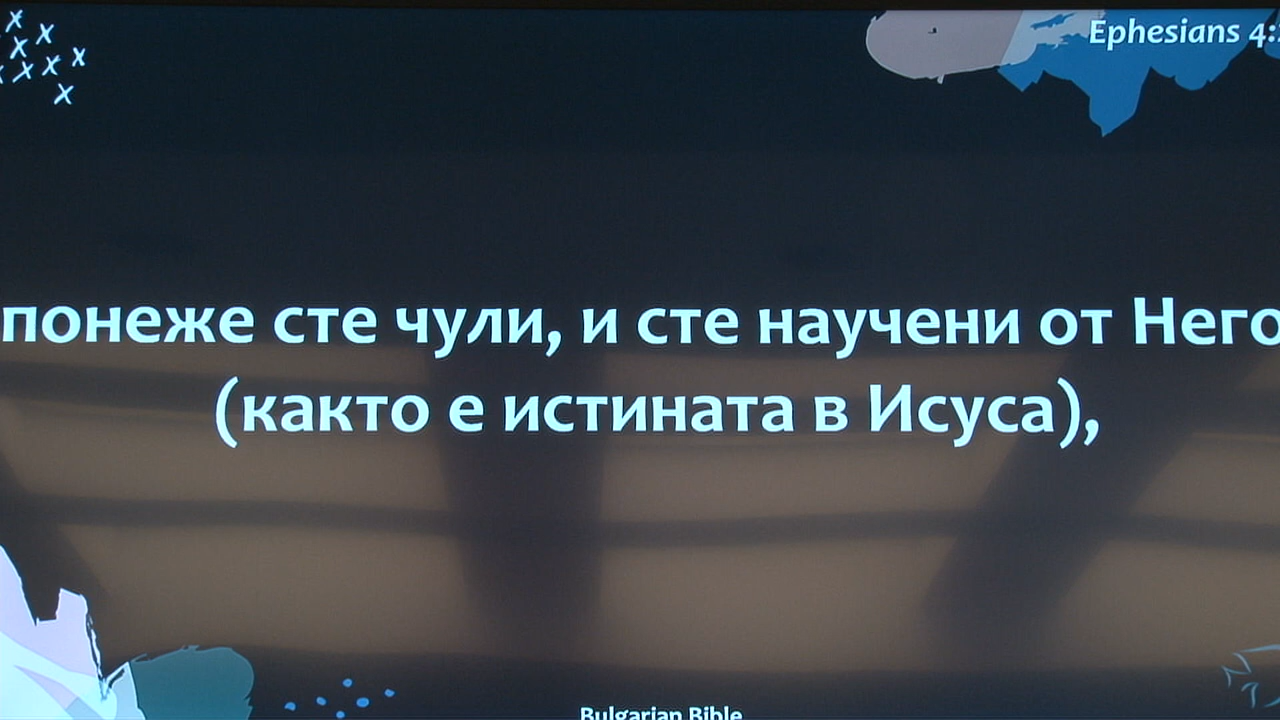 Ephesians 4:
понеже сте чули, и сте научени от Него
(както е истината в Исуса),
Bulgarian Bible